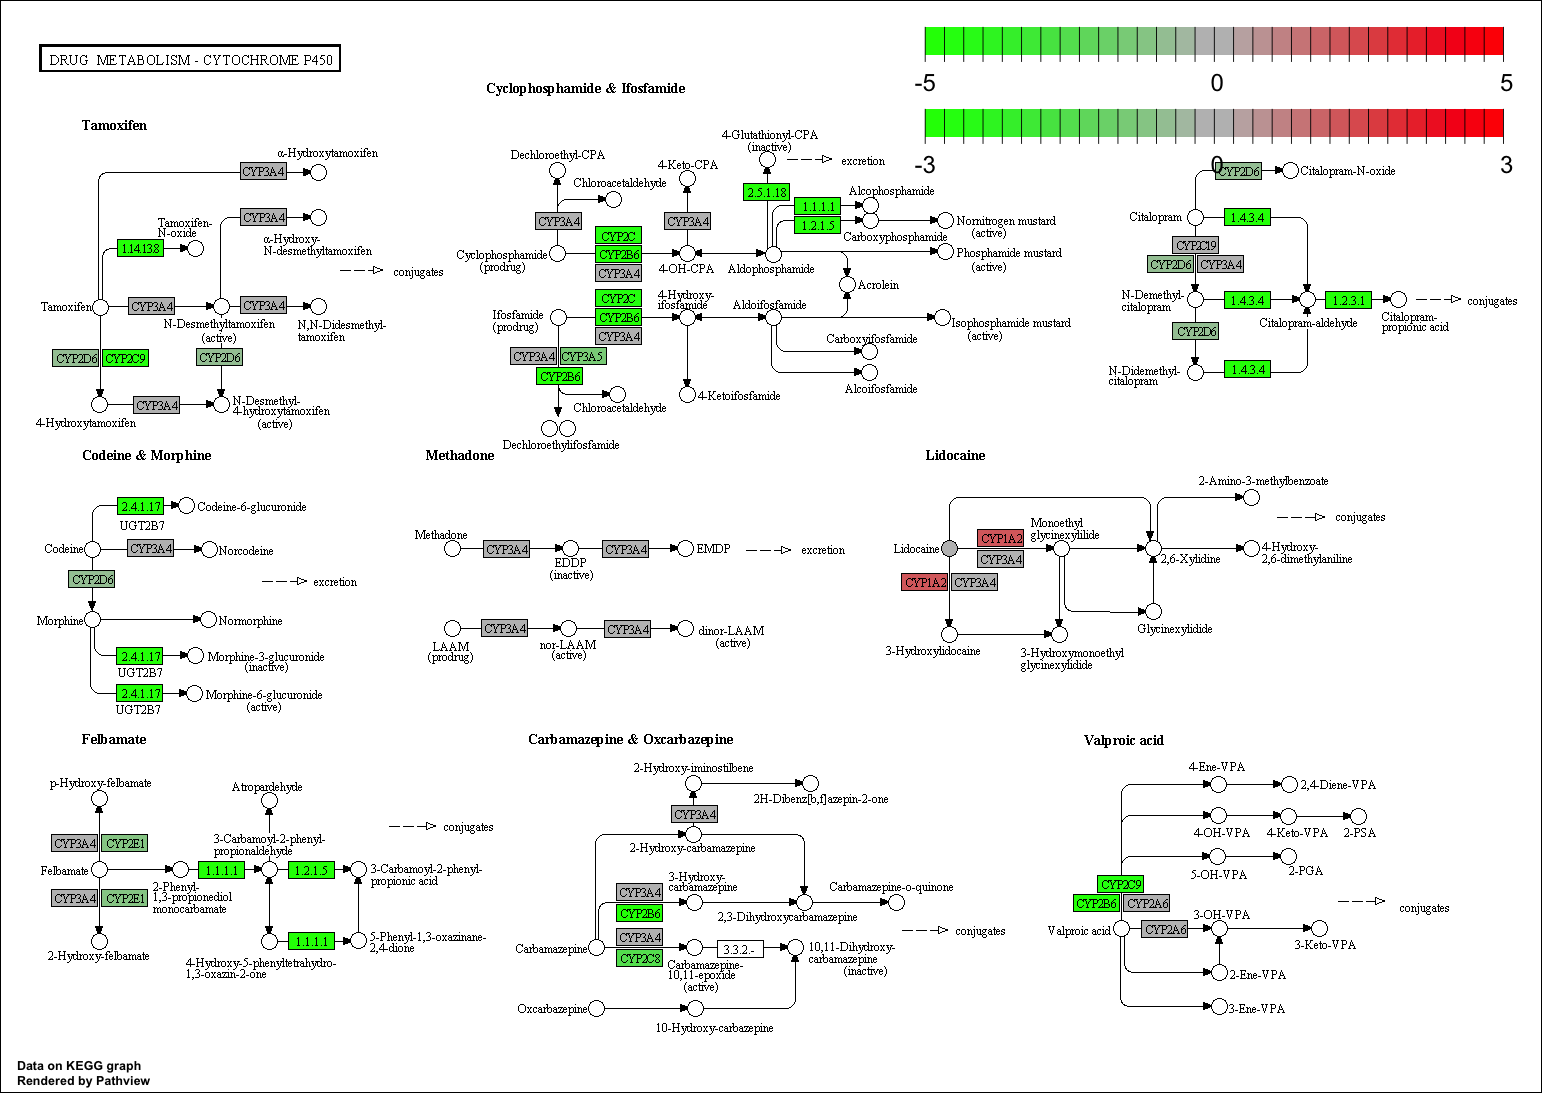 DRUG METABOLISM - CYTOCHROME P450
-5
0
5
-3
0
3
Tamoxifen
α-Hydroxytamoxifen
CYP3A4
Tamoxifen-
N-oxide
CYP3A4
α-Hydroxy-
N-desmethyltamoxifen
1.14.13.8
conjugates
Tamoxifen
CYP3A4
CYP3A4
N-Desmethyltamoxifen
(active)
N,N-Didesmethyl-
tamoxifen
CYP2D6
CYP2C9
CYP2D6
CYP3A4
N-Desmethyl-
4-hydroxytamoxifen
(active)
4-Hydroxytamoxifen
Cyclophosphamide & Ifosfamide
4-Glutathionyl-CPA
(inactive)
Dechloroethyl-CPA
4-Keto-CPA
excretion
Chloroacetaldehyde
2.5.1.18
Alcophosphamide
1.1.1.1
CYP3A4
CYP3A4
1.2.1.5
Nornitrogen mustard
(active)
CYP2C
Carboxyphosphamide
Cyclophosphamide
(prodrug)
CYP2B6
CYP3A4
4-OH-CPA
Aldophosphamide
Phosphamide mustard
(active)
Acrolein
CYP2C
4-Hydroxy-
ifosfamide
Aldoifosfamide
Ifosfamide
(prodrug)
CYP2B6
CYP3A4
Isophosphamide mustard
(active)
CYP3A4
CYP3A5
CYP2B6
Carboxyifosfamide
Alcoifosfamide
4-Ketoifosfamide
Chloroacetaldehyde
Dechloroethylifosfamide
CYP2D6
Citalopram-N-oxide
Citalopram
1.4.3.4
CYP2C19
CYP2D6
CYP3A4
N-Demethyl-
citalopram
1.4.3.4
1.2.3.1
conjugates
Citalopram-aldehyde
Citalopram-
propionic acid
CYP2D6
N-Didemethyl-
citalopram
1.4.3.4
Codeine & Morphine
2.4.1.17
UGT2B7
Codeine-6-glucuronide
Codeine
CYP3A4
Norcodeine
CYP2D6
excretion
Morphine
Normorphine
2.4.1.17
UGT2B7
Morphine-3-glucuronide
(inactive)
2.4.1.17
UGT2B7
Morphine-6-glucuronide
(active)
Methadone
Methadone
CYP3A4
CYP3A4
EMDP
excretion
EDDP
(inactive)
CYP3A4
CYP3A4
LAAM
(prodrug)
nor-LAAM
(active)
dinor-LAAM
(active)
Lidocaine
2-Amino-3-methylbenzoate
conjugates
Monoethyl
glycinexylilide
CYP1A2
Lidocaine
CYP3A4
2,6-Xylidine
4-Hydroxy-
2,6-dimethylaniline
CYP1A2
CYP3A4
Glycinexylidide
3-Hydroxylidocaine
3-Hydroxymonoethyl
glycinexylidide
Felbamate
p-Hydroxy-felbamate
Atropardehyde
conjugates
CYP3A4
CYP2E1
3-Carbamoyl-2-phenyl-
propionaldehyde
Felbamate
1.1.1.1
1.2.1.5
3-Carbamoyl-2-phenyl-
propionic acid
CYP3A4
CYP2E1
2-Phenyl-
1,3-propionediol
monocarbamate
1.1.1.1
5-Phenyl-1,3-oxazinane-
2,4-dione
2-Hydroxy-felbamate
4-Hydroxy-5-phenyltetrahydro-
1,3-oxazin-2-one
Carbamazepine & Oxcarbazepine
2-Hydroxy-iminostilbene
2H-Dibenz[b,f]azepin-2-one
CYP3A4
2-Hydroxy-carbamazepine
3-Hydroxy-
carbamazepine
Carbamazepine-o-quinone
CYP3A4
CYP2B6
2,3-Dihydroxycarbamazepine
conjugates
CYP3A4
Carbamazepine
CYP2C8
3.3.2.-
10,11-Dihydroxy-
carbamazepine
(inactive)
Carbamazepine-
10,11-epoxide
(active)
Oxcarbazepine
10-Hydroxy-carbazepine
Valproic acid
4-Ene-VPA
2,4-Diene-VPA
4-OH-VPA
4-Keto-VPA
2-PSA
5-OH-VPA
2-PGA
CYP2C9
CYP2B6
CYP2A6
conjugates
3-OH-VPA
Valproic acid
CYP2A6
3-Keto-VPA
2-Ene-VPA
3-Ene-VPA
Data on KEGG graph
Rendered by Pathview